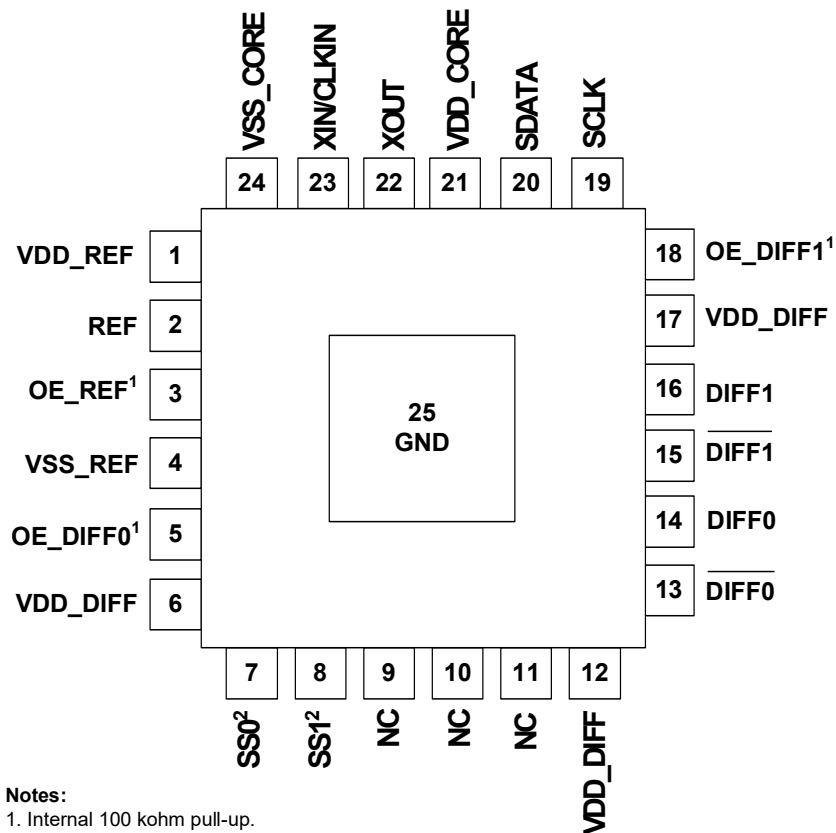 VSS_CORE
XIN/CLKIN
XOUT
VDD_CORE
SDATA
SCLK
24 23 22 21 20 19
VDD_REF 1
REF 2
OE_REF¹ 3
VSS_REF 4
OE_DIFF0¹ 5
VDD_DIFF 6
25
GND
18 OE_DIFF1¹
17 VDD_DIFF
16 DIFF1
15 D̅I̅F̅F̅1̅
14 DIFF0
13 D̅I̅F̅F̅0̅
7 8 9 10 11 12
SS0²
SS1²
NC
NC
NC
VDD_DIFF
Notes:
1. Internal 100 kohm pull-up.